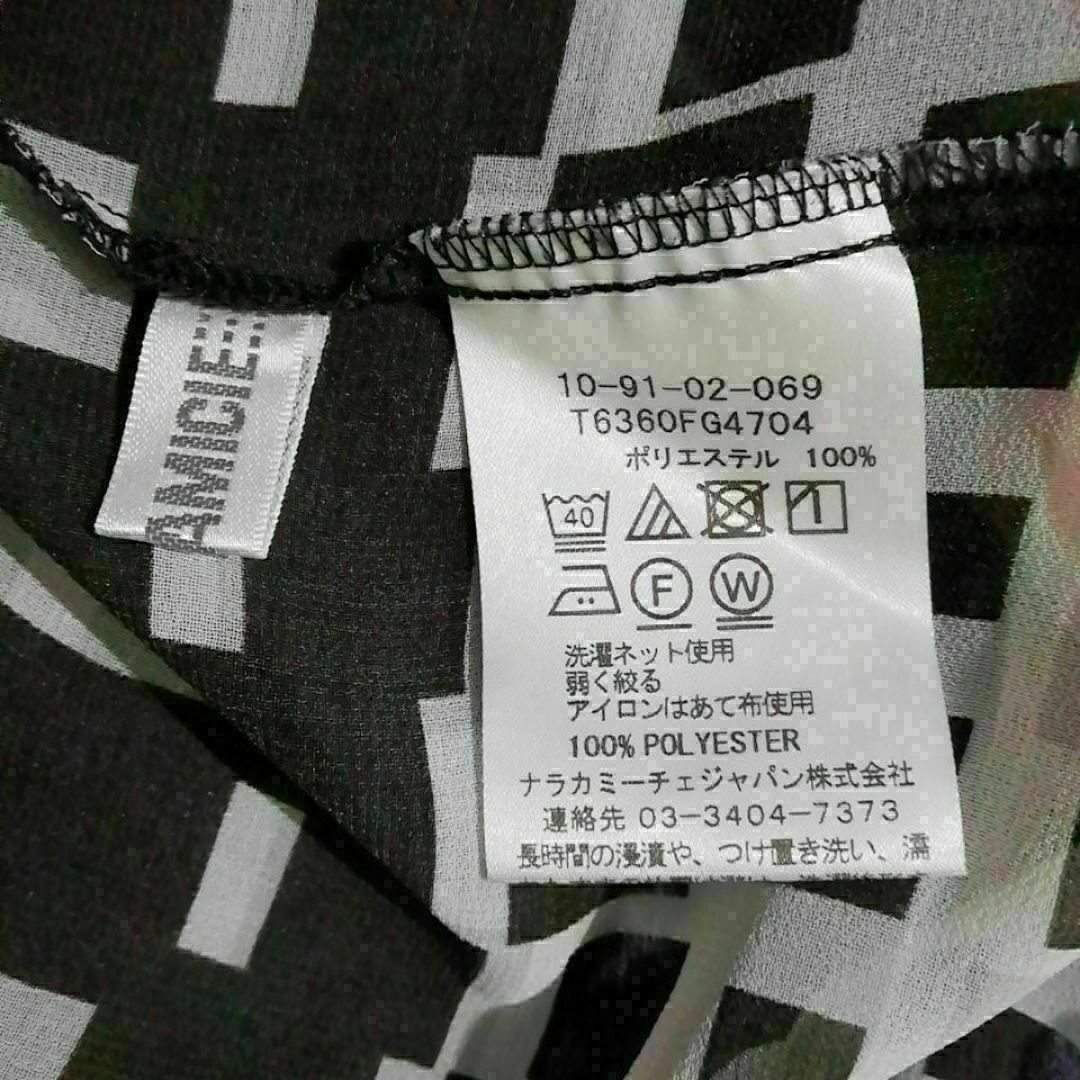 10-91-02-069
T6360FG4704
ポリエステル 100%
40
F W
洗濯ネット使用
弱く絞る
アイロンはあて布使用
100% POLYESTER
ナラカミーチェジャパン株式会社
連絡先 03-3404-7373
長時間の浸漬や、つけ置き洗い、濡